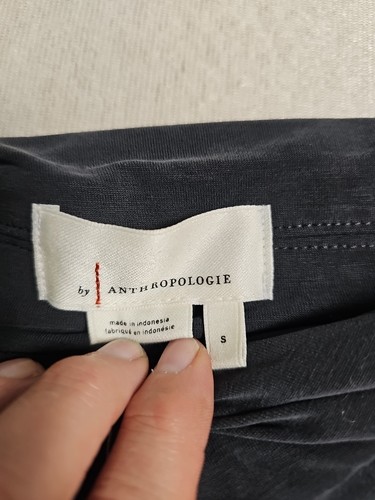 by ANTHROPOLOGIE
made in indonesia
fabriqué en indonésie
S